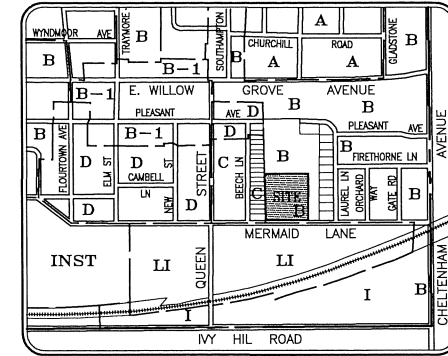 A
WYNDMOOR AVE
TRAYMORE
B
SOUTHAMPTON
CHURCHILL ROAD
GLADSTONE
B
B
B
A
A
B-1
B-1
E. WILLOW GROVE AVENUE
PLEASANT AVE
D
B
B
PLEASANT AVE
B
FLOURTOWN AVE
D
ELM ST
B-1
D
CAMBELL
LN
NEW ST
D
D
STREET
D
C
BEECH LN
C
B
SITE
B
B
FIRETHORNE LN
LAUREL LN
ORCHARD WAY
GATE RD
B
AVENUE
MERMAID LANE
INST
LI
QUEEN
LI
I
I
B
CHELTENHAM
IVY HIL ROAD